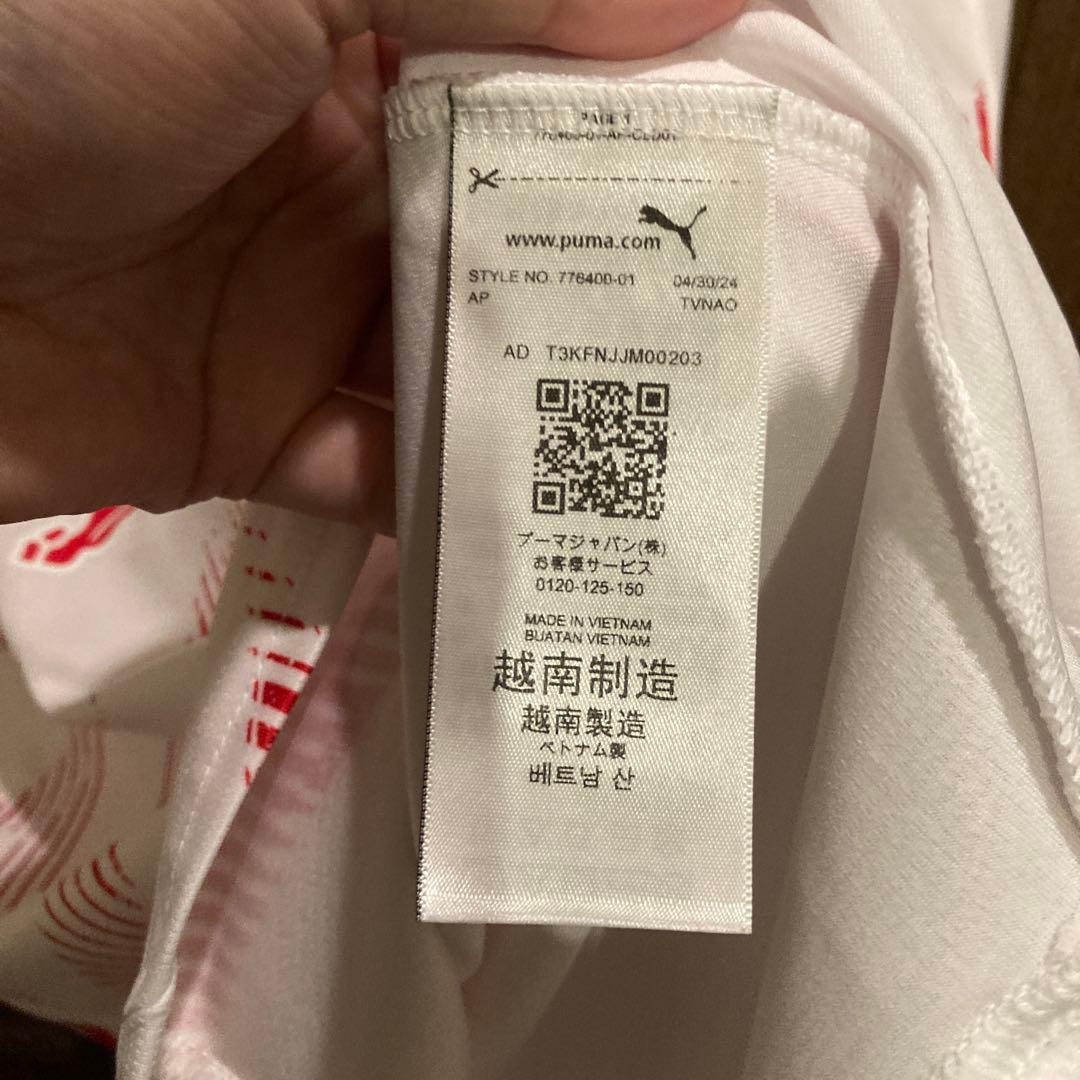 PAGE 1
www.puma.com
STYLE NO. 776400-01 04/30/24
AP TVNAO
AD T3KFNJJM00203
プーマジャパン(株)
お客様サービス
0120-125-150
MADE IN VIETNAM
BUATAN VIETNAM
越南制造
越南製造
ベトナム製
베트남 산